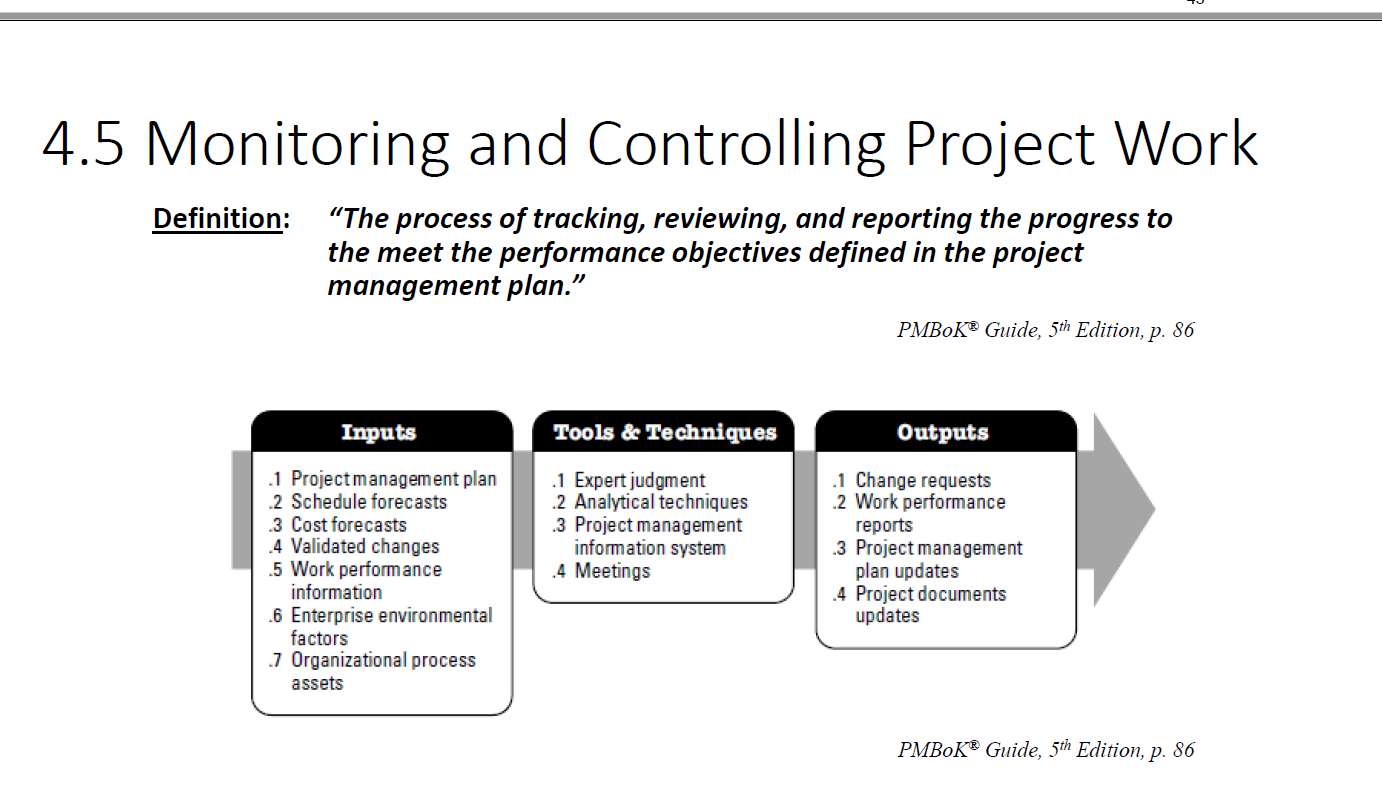 4.5 Monitoring and Controlling Project Work
Definition: “The process of tracking, reviewing, and reporting the progress to
the meet the performance objectives defined in the project
management plan.”
PMBoK® Guide, 5th Edition, p. 86
Inputs
.1 Project management plan
.2 Schedule forecasts
.3 Cost forecasts
.4 Validated changes
.5 Work performance
information
.6 Enterprise environmental
factors
.7 Organizational process
assets
Tools & Techniques
.1 Expert judgment
.2 Analytical techniques
.3 Project management
information system
.4 Meetings
Outputs
.1 Change requests
.2 Work performance
reports
.3 Project management
plan updates
.4 Project documents
updates
PMBoK® Guide, 5th Edition, p. 86